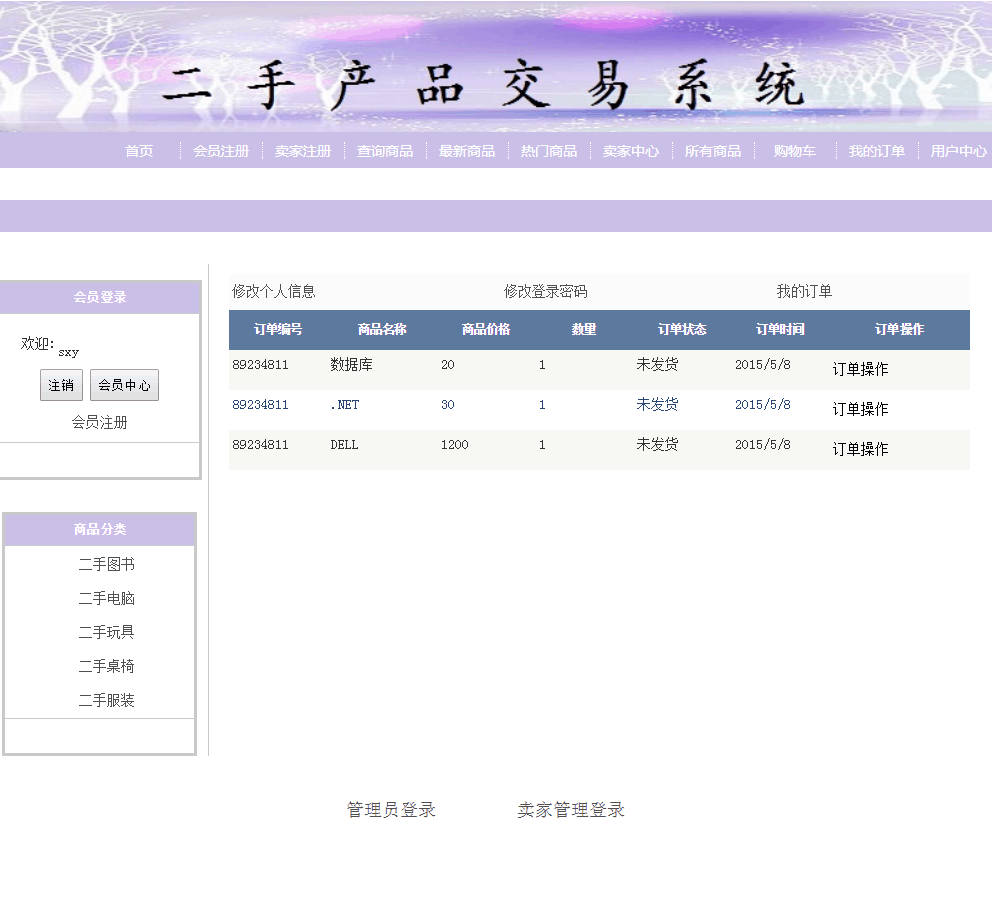 二手产品交易系统
首页 会员注册 卖家注册 查询商品 最新商品 热门商品 卖家中心 所有商品 购物车 我的订单 用户中心
会员登录
欢迎: sxy
注销 会员中心
会员注册
商品分类
二手图书
二手电脑
二手玩具
二手桌椅
二手服装
修改个人信息 修改登录密码 我的订单
订单编号 商品名称 商品价格 数里 订单状态 订单时间 订单操作
89234811 数据库 20 1 未发货 2015/5/8 订单操作
89234811 .NET 30 1 未发货 2015/5/8 订单操作
89234811 DELL 1200 1 未发货 2015/5/8 订单操作
管理员登录 卖家管理登录